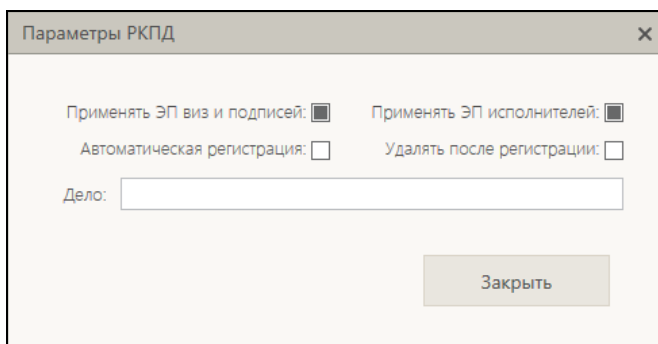 Параметры РКПД
Применять ЭП виз и подписей: Применять ЭП исполнителей:
Автоматическая регистрация: Удалять после регистрации:
Дело:
Закрыть